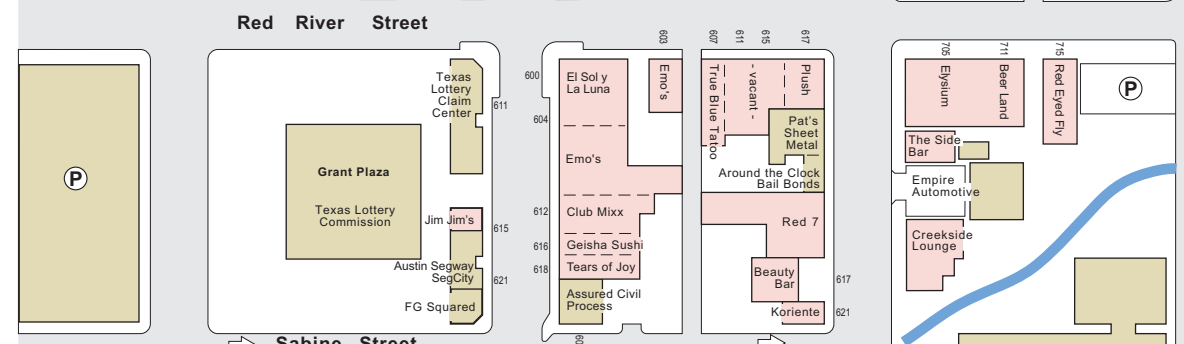 Red River Street
Texas
Lottery
Claim
Center
611
Grant Plaza
Texas Lottery
Commission
Jim Jim's
615
Austin Segway
SegCity
621
FG Squared
P
600
604
612
616
618
El Sol y
La Luna
Emo's
Club Mixx
Geisha Sushi
Tears of Joy
Assured Civil
Process
603
Emo's
607
611
615
617
True Blue Tatoo
- vacant -
Plush
Pat's
Sheet
Metal
Around the Clock
Bail Bonds
Red 7
Beauty
Bar
617
Koriente
621
705
711
715
Elysium
Beer Land
Red Eyed Fly
P
The Side
Bar
Empire
Automotive
Creekside
Lounge
Sabine Street